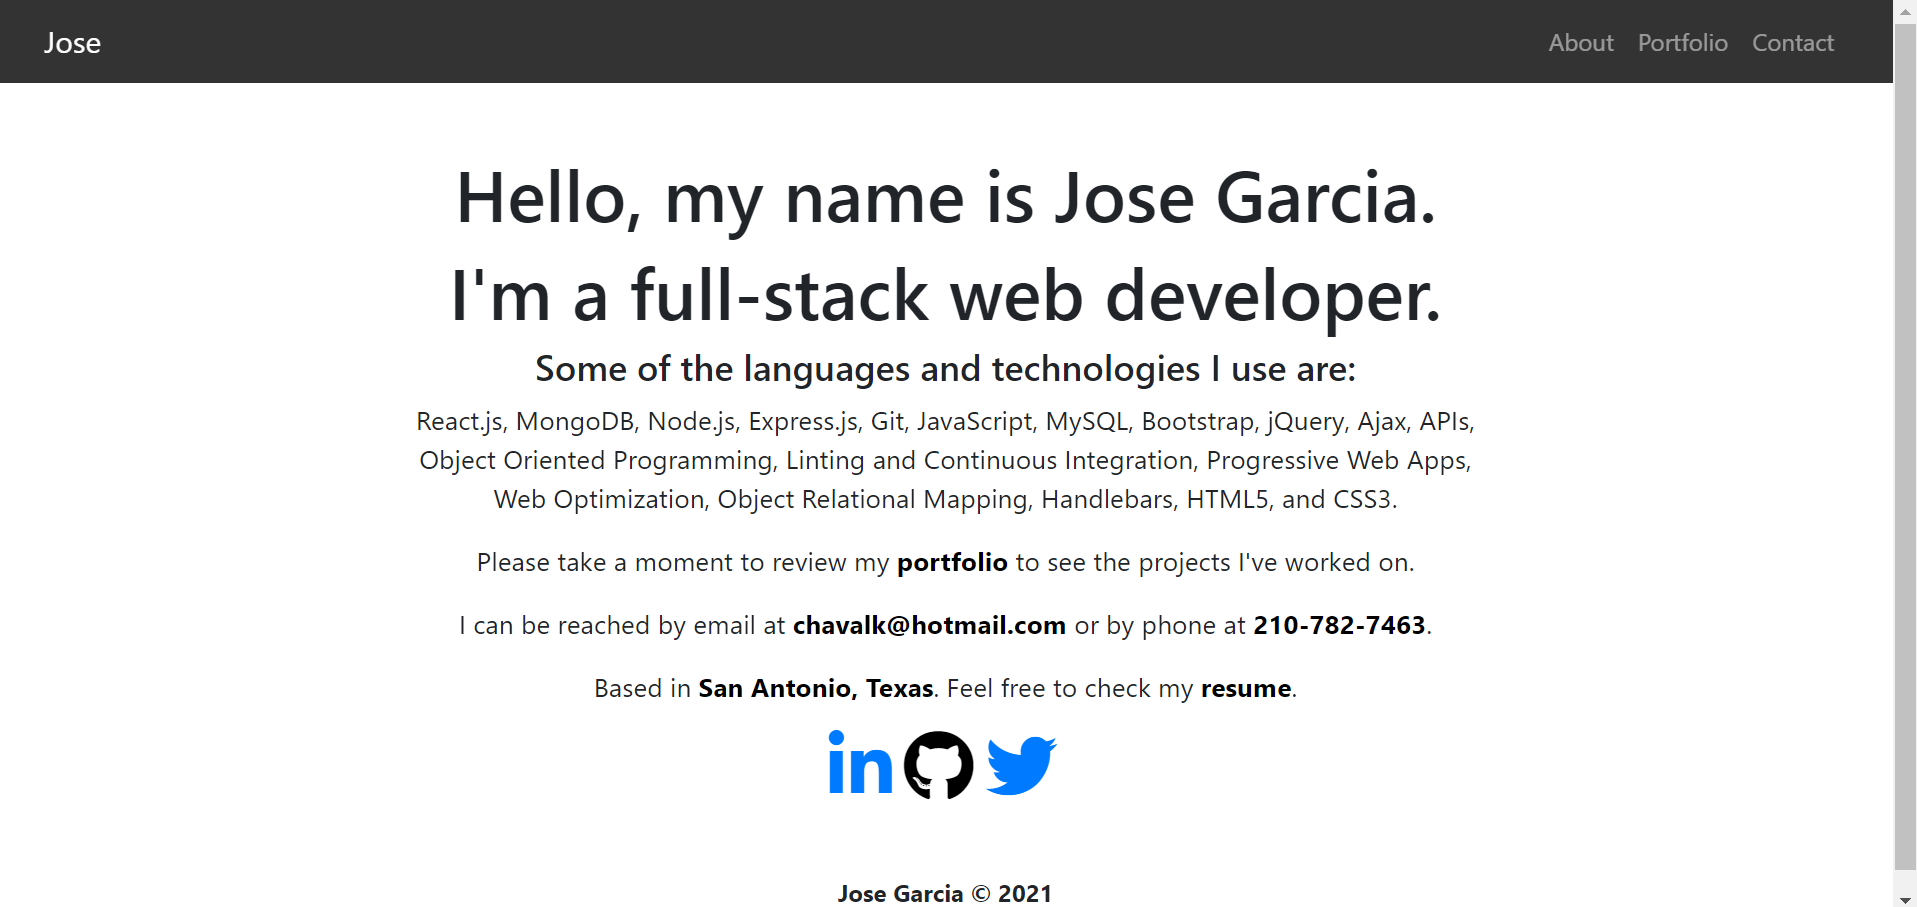 Jose
About Portfolio Contact
Hello, my name is Jose Garcia.
I'm a full-stack web developer.
Some of the languages and technologies I use are:
React.js, MongoDB, Node.js, Express.js, Git, JavaScript, MySQL, Bootstrap, jQuery, Ajax, APIs,
Object Oriented Programming, Linting and Continuous Integration, Progressive Web Apps,
Web Optimization, Object Relational Mapping, Handlebars, HTML5, and CSS3.
Please take a moment to review my portfolio to see the projects I've worked on.
I can be reached by email at chavalk@hotmail.com or by phone at 210-782-7463.
Based in San Antonio, Texas. Feel free to check my resume.
in
Jose Garcia © 2021